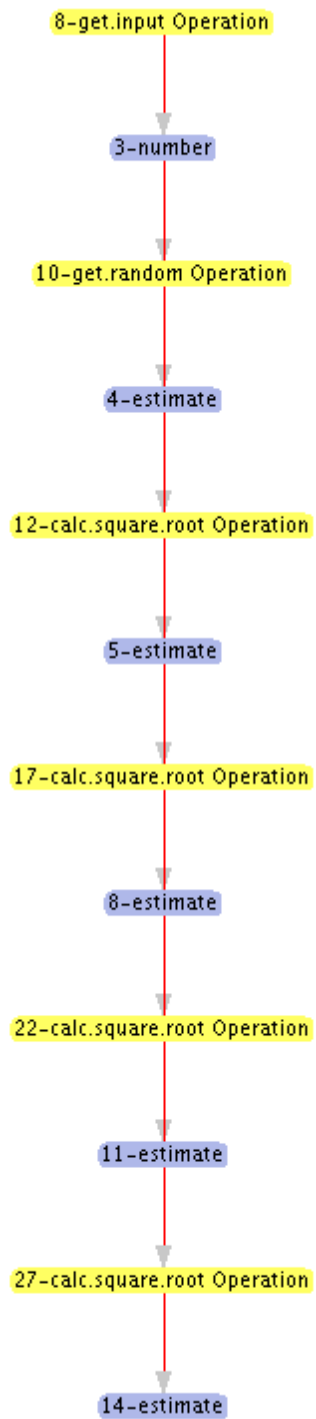 8-get.input Operation
3-number
10-get.random Operation
4-estimate
12-calc.square.root Operation
5-estimate
17-calc.square.root Operation
8-estimate
22-calc.square.root Operation
11-estimate
27-calc.square.root Operation
14-estimate